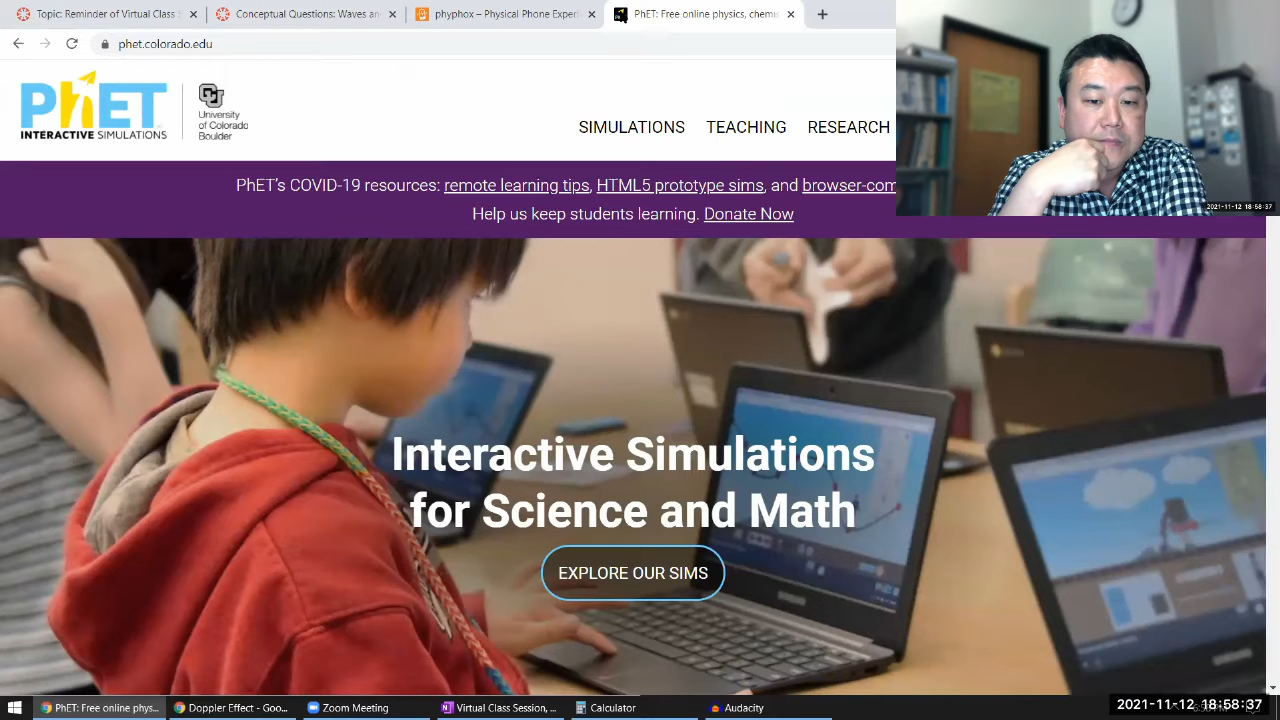 Topic: Reminder of Virtual Class
Conceptual Questions: Waves an
phyphox – Physical Phone Experi
PhET: Free online physics, chemis
phet.colorado.edu
PhET
INTERACTIVE SIMULATIONS
CU
University
of Colorado
Boulder
SIMULATIONS
TEACHING
RESEARCH
2021-11-12 18:58:37
PhET's COVID-19 resources: remote learning tips, HTML5 prototype sims, and browser-com
Help us keep students learning. Donate Now
Interactive Simulations
for Science and Math
EXPLORE OUR SIMS
PhET: Free online phys...
Doppler Effect - Goo...
Zoom Meeting
Virtual Class Session, ...
Calculator
Audacity
2021-11-12 18:58:37